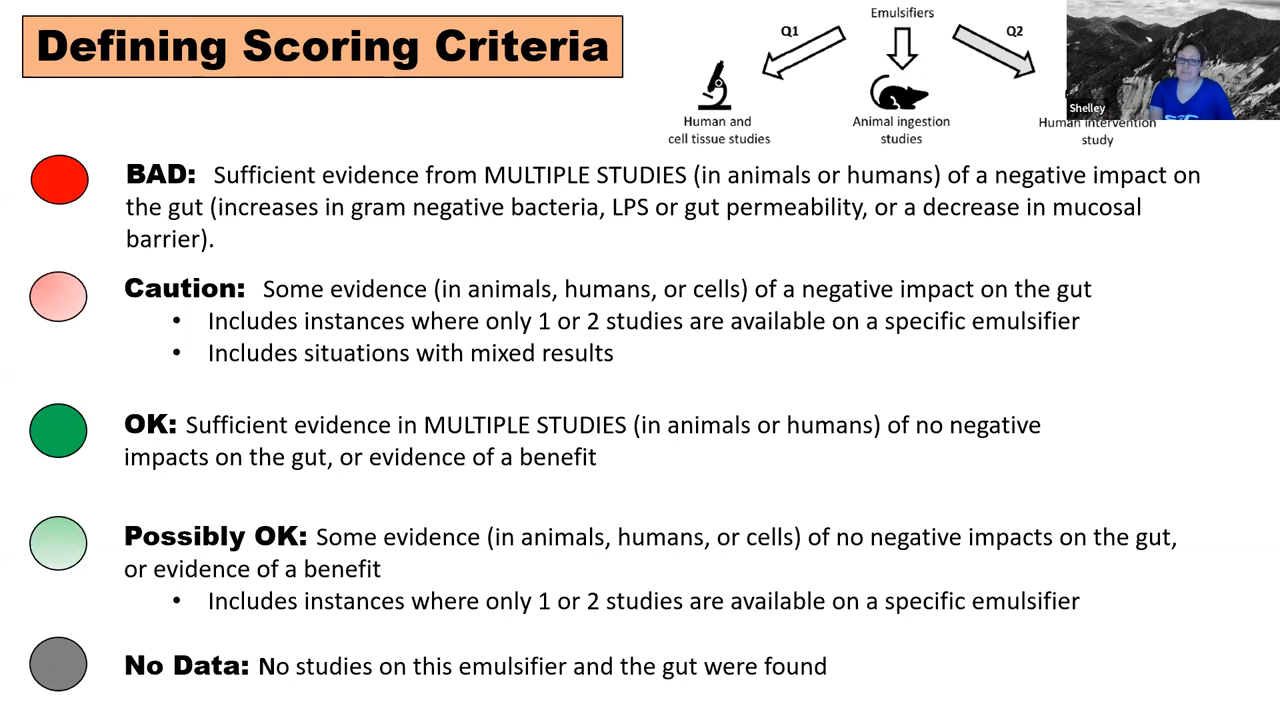 Defining Scoring Criteria
Emulsifiers
Q1
Q2
Shelley
Human and
cell tissue studies
Animal ingestion
studies
Human intervention
study
BAD: Sufficient evidence from MULTIPLE STUDIES (in animals or humans) of a negative impact on
the gut (increases in gram negative bacteria, LPS or gut permeability, or a decrease in mucosal
barrier).
Caution: Some evidence (in animals, humans, or cells) of a negative impact on the gut
• Includes instances where only 1 or 2 studies are available on a specific emulsifier
• Includes situations with mixed results
OK: Sufficient evidence in MULTIPLE STUDIES (in animals or humans) of no negative
impacts on the gut, or evidence of a benefit
Possibly OK: Some evidence (in animals, humans, or cells) of no negative impacts on the gut,
or evidence of a benefit
• Includes instances where only 1 or 2 studies are available on a specific emulsifier
No Data: No studies on this emulsifier and the gut were found